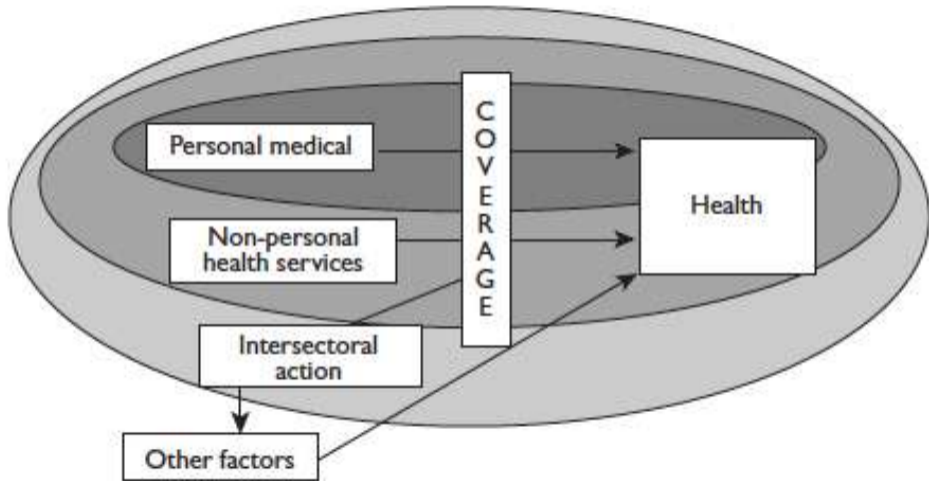 Personal medical
COVERAGE
Health
Non-personal
health services
Intersectoral
action
Other factors